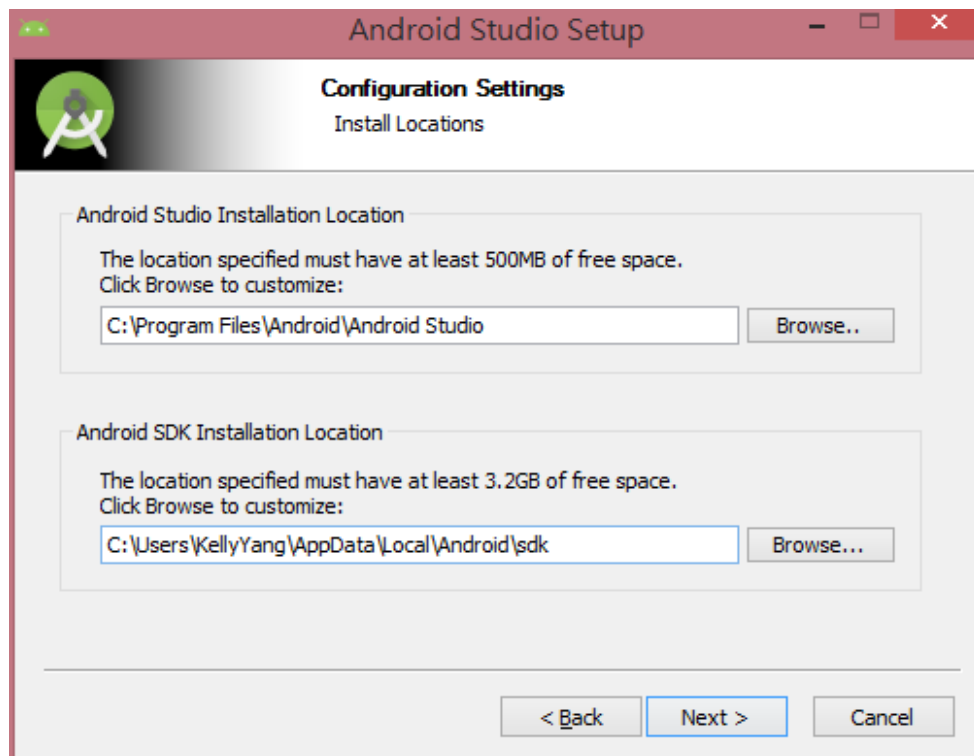 Android Studio Setup
Configuration Settings
Install Locations
Android Studio Installation Location
The location specified must have at least 500MB of free space.
Click Browse to customize:
C:\Program Files\Android\Android Studio
Browse..
Android SDK Installation Location
The location specified must have at least 3.2GB of free space.
Click Browse to customize:
C:\Users\KellyYang\AppData\Local\Android\sdk
Browse...
< Back
Next >
Cancel